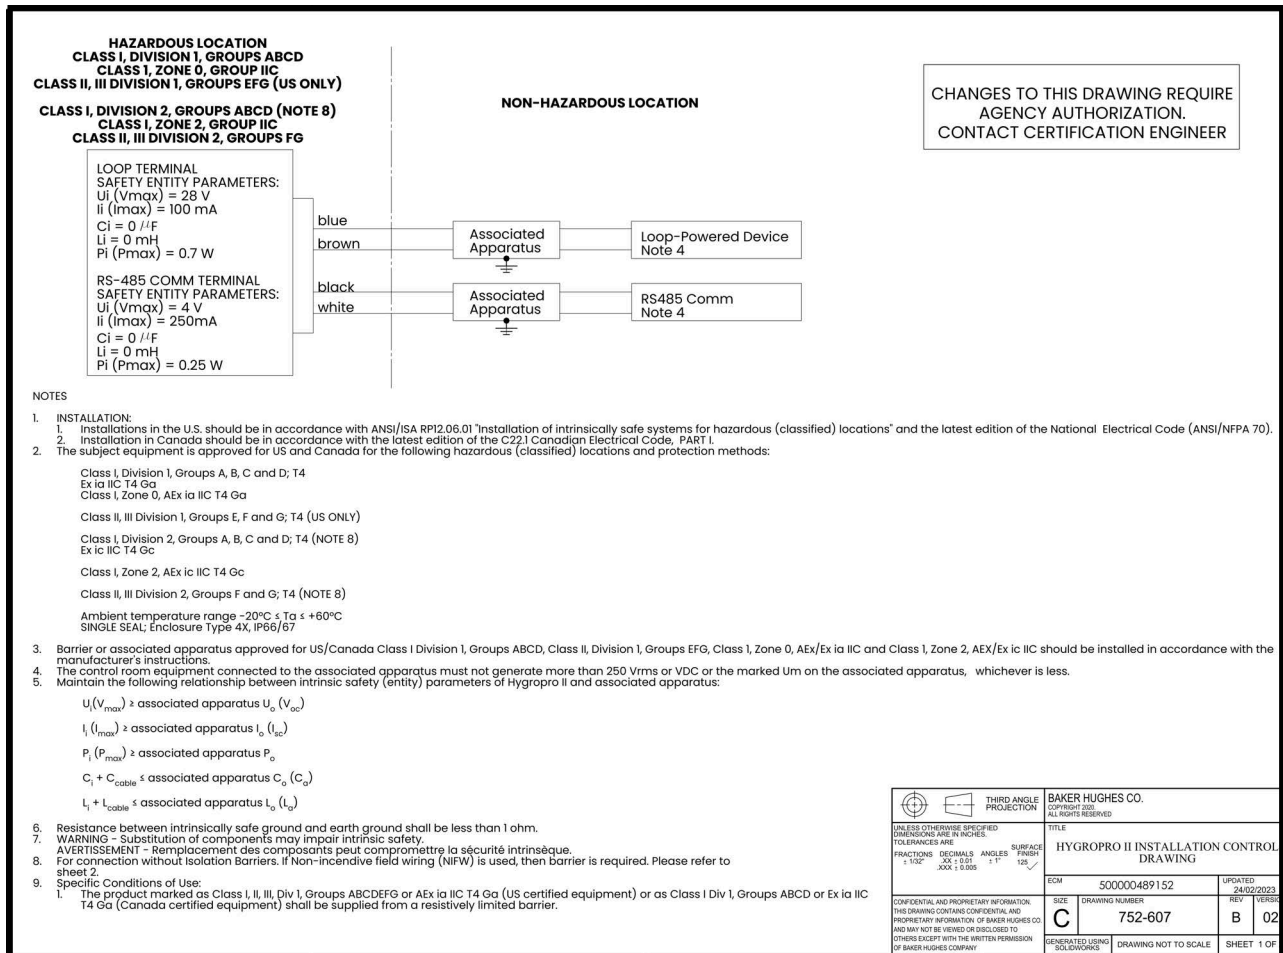 HAZARDOUS LOCATION
CLASS I, DIVISION 1, GROUPS ABCD
CLASS 1, ZONE 0, GROUP IIC
CLASS II, III DIVISION 1, GROUPS EFG (US ONLY)
CLASS I, DIVISION 2, GROUPS ABCD (NOTE 8)
CLASS I, ZONE 2, GROUP IIC
CLASS II, III DIVISION 2, GROUPS FG
NON-HAZARDOUS LOCATION
CHANGES TO THIS DRAWING REQUIRE
AGENCY AUTHORIZATION.
CONTACT CERTIFICATION ENGINEER
LOOP TERMINAL
SAFETY ENTITY PARAMETERS:
Ui (Vmax) = 28 V
Ii (Imax) = 100 mA
Ci = 0 μF
Li = 0 mH
Pi (Pmax) = 0.7 W
RS-485 COMM TERMINAL
SAFETY ENTITY PARAMETERS:
Ui (Vmax) = 4 V
Ii (Imax) = 250mA
Ci = 0 μF
Li = 0 mH
Pi (Pmax) = 0.25 W
blue
brown
black
white
Associated
Apparatus
Loop-Powered Device
Note 4
Associated
Apparatus
RS485 Comm
Note 4
NOTES
1. INSTALLATION:
1. Installations in the U.S. should be in accordance with ANSI/ISA RP12.06.01 "Installation of intrinsically safe systems for hazardous (classified) locations" and the latest edition of the National Electrical Code (ANSI/NFPA 70).
2. Installation in Canada should be in accordance with the latest edition of the C22.1 Canadian Electrical Code, PART I.
2. The subject equipment is approved for US and Canada for the following hazardous (classified) locations and protection methods:
Class I, Division 1, Groups A, B, C and D; T4
Ex ia IIC T4 Ga
Class I, Zone 0, AEx ia IIC T4 Ga
Class II, III Division 1, Groups E, F and G; T4 (US ONLY)
Class I, Division 2, Groups A, B, C and D; T4 (NOTE 8)
Ex ic IIC T4 Gc
Class I, Zone 2, AEx ic IIC T4 Gc
Class II, III Division 2, Groups F and G; T4 (NOTE 8)
Ambient temperature range -20°C ≤ Ta ≤ +60°C
SINGLE SEAL; Enclosure Type 4X, IP66/67
3. Barrier or associated apparatus approved for US/Canada Class I Division 1, Groups ABCD, Class II, Division 1, Groups EFG, Class 1, Zone 0, AEx/Ex ia IIC and Class 1, Zone 2, AEX/Ex ic IIC should be installed in accordance with the
manufacturer's instructions.
4. The control room equipment connected to the associated apparatus must not generate more than 250 Vrms or VDC or the marked Um on the associated apparatus, whichever is less.
5. Maintain the following relationship between intrinsic safety (entity) parameters of Hygropro II and associated apparatus:
Ui(Vmax) ≥ associated apparatus Uo (Voc)
Ii (Imax) ≥ associated apparatus Io (Isc)
Pi (Pmax) ≥ associated apparatus Po
Ci + Ccable ≤ associated apparatus Co (Ca)
Li + Lcable ≤ associated apparatus Lo (La)
6. Resistance between intrinsically safe ground and earth ground shall be less than 1 ohm.
7. WARNING - Substitution of components may impair intrinsic safety.
AVERTISSEMENT - Remplacement des composants peut compromettre la sécurité intrinsèque.
8. For connection without Isolation Barriers. If Non-incendive field wiring (NIFW) is used, then barrier is required. Please refer to
sheet 2.
9. Specific Conditions of Use:
1. The product marked as Class I, II, III, Div 1, Groups ABCDEFG or AEx ia IIC T4 Ga (US certified equipment) or as Class I Div 1, Groups ABCD or Ex ia IIC
T4 Ga (Canada certified equipment) shall be supplied from a resistively limited barrier.
THIRD ANGLE
PROJECTION
UNLESS OTHERWISE SPECIFIED
DIMENSIONS ARE IN INCHES.
TOLERANCES ARE
FRACTIONS DECIMALS ANGLES SURFACE FINISH
± 1/32" .XX ± 0.01 ± 1° 125
.XXX ± 0.005
CONFIDENTIAL AND PROPRIETARY INFORMATION.
THIS DRAWING CONTAINS CONFIDENTIAL AND
PROPRIETARY INFORMATION OF BAKER HUGHES CO.
AND MAY NOT BE VIEWED OR DISCLOSED TO
OTHERS EXCEPT WITH THE WRITTEN PERMISSION
OF BAKER HUGHES COMPANY
BAKER HUGHES CO.
COPYRIGHT 2020.
ALL RIGHTS RESERVED
TITLE
HYGROPRO II INSTALLATION CONTROL
DRAWING
ECM 500000489152
UPDATED
24/02/2023
SIZE
C
DRAWING NUMBER
752-607
REV
B
VERSIO
02
GENERATED USING
SOLIDWORKS
DRAWING NOT TO SCALE
SHEET 1 OF